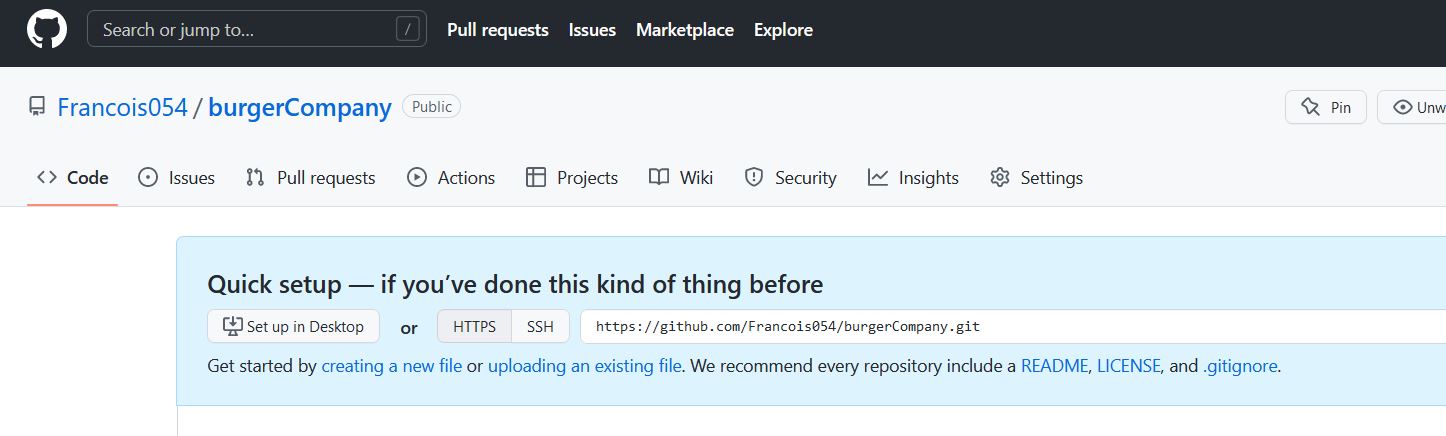 Search or jump to... / Pull requests Issues Marketplace Explore
Francois054 / burgerCompany Public Pin Unw
Code Issues Pull requests Actions Projects Wiki Security Insights Settings
Quick setup — if you’ve done this kind of thing before
Set up in Desktop or HTTPS SSH https://github.com/Francois054/burgerCompany.git
Get started by creating a new file or uploading an existing file. We recommend every repository include a README, LICENSE, and .gitignore.